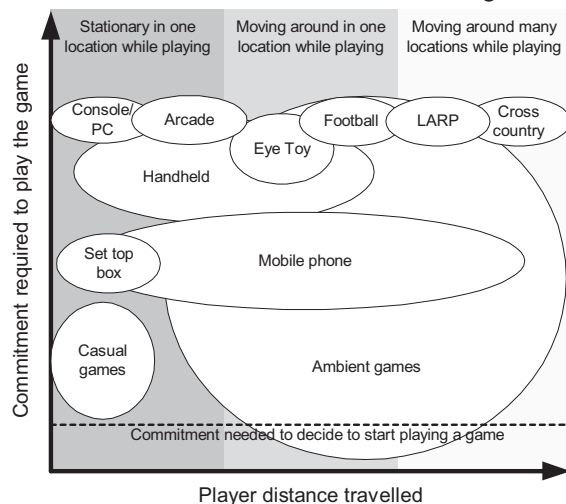 Stationary in one
location while playing
Moving around in one
location while playing
Moving around many
locations while playing
Commitment required to play the game
Console/
PC
Arcade
Eye Toy
Football
LARP
Cross
country
Handheld
Set top
box
Mobile phone
Casual
games
Ambient games
Commitment needed to decide to start playing a game
Player distance travelled